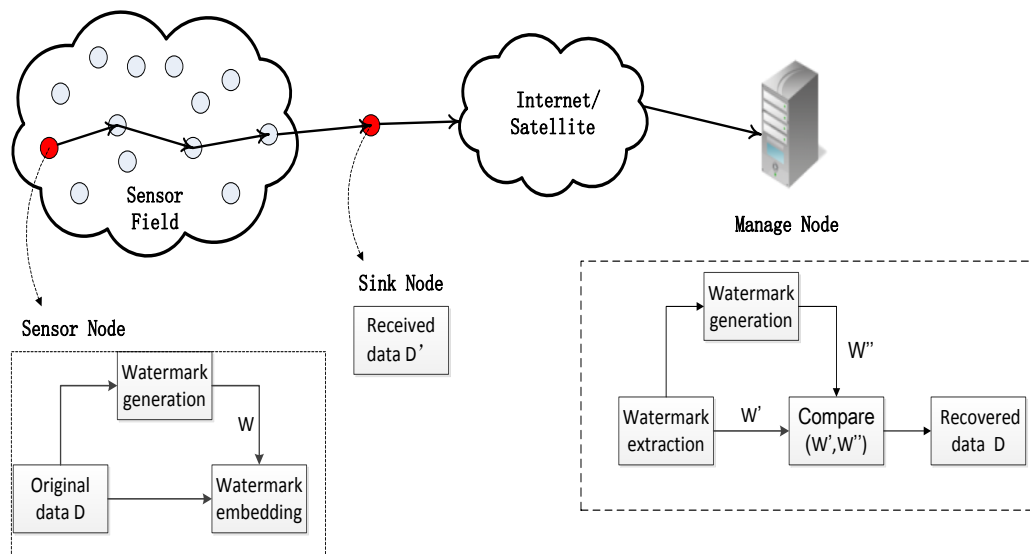 Internet/
Satellite
Sensor
Field
Manage Node
Sink Node
Received
data D'
Sensor Node
Watermark
generation
W
Original
data D
Watermark
embedding
Watermark
generation
W''
Watermark
extraction
W'
Compare
(W',W'')
Recovered
data D